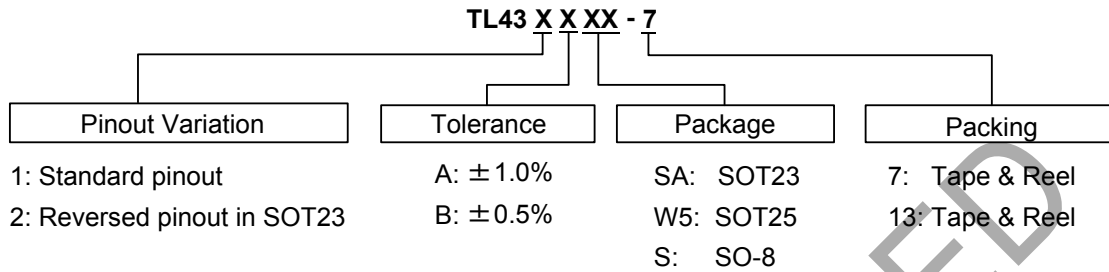 TL43 X X XX - 7
Pinout Variation
1: Standard pinout
2: Reversed pinout in SOT23
Tolerance
A: ±1.0%
B: ±0.5%
Package
SA: SOT23
W5: SOT25
S: SO-8
Packing
7: Tape & Reel
13: Tape & Reel